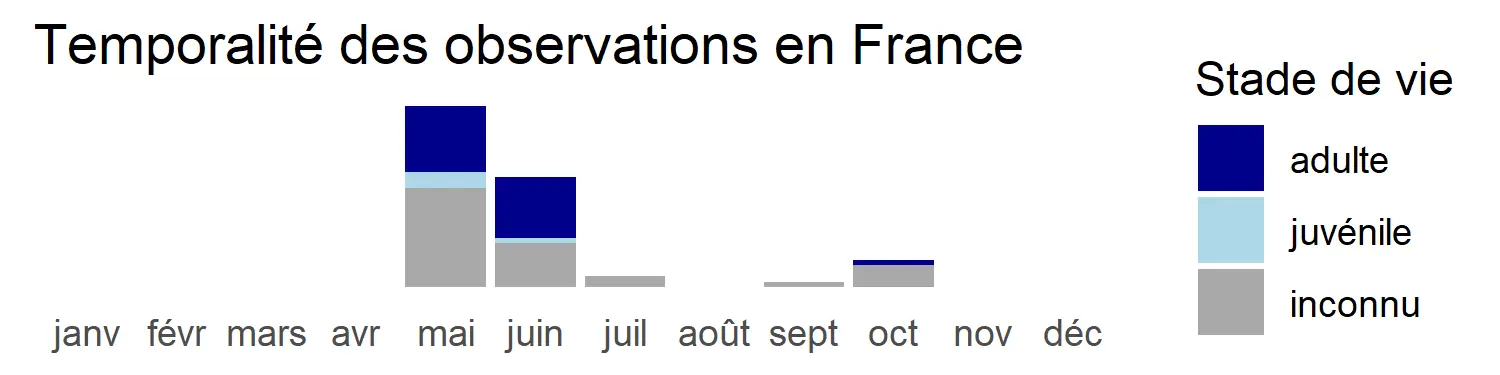 Temporalité des observations en France
Stade de vie
adulte
juvénile
inconnu
janv févr mars avr mai juin juil août sept oct nov déc